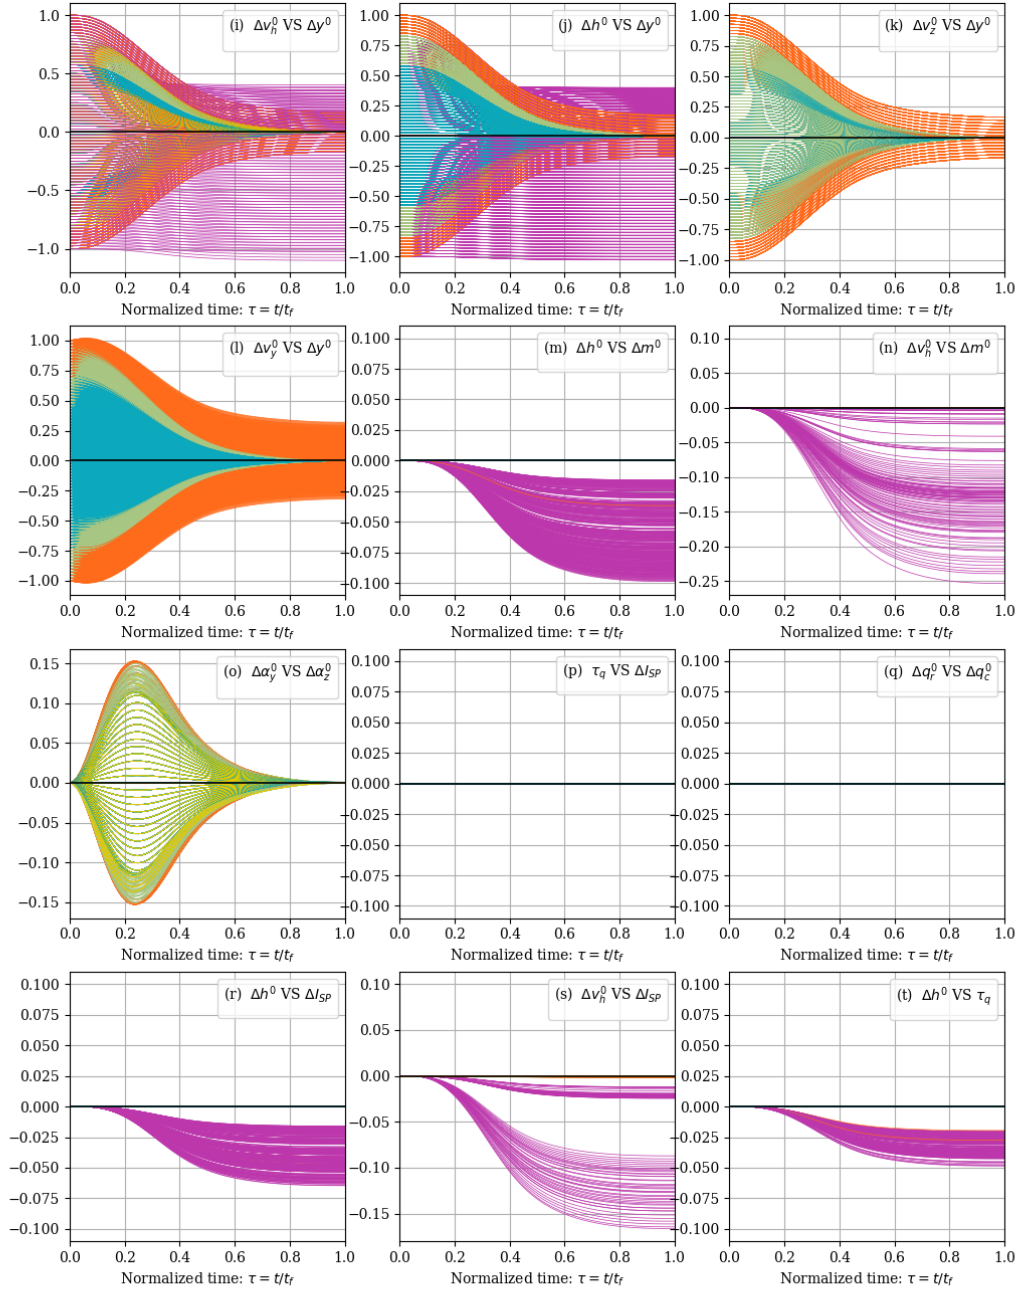 (i) Δv_h^0 VS Δy^0
1.0
0.5
0.0
−0.5
−1.0
0.0 0.2 0.4 0.6 0.8 1.0
Normalized time: τ = t/t_f
(j) Δh^0 VS Δy^0
1.00
0.75
0.50
0.25
0.00
−0.25
−0.50
−0.75
−1.00
0.0 0.2 0.4 0.6 0.8 1.0
Normalized time: τ = t/t_f
(k) Δv_z^0 VS Δy^0
1.00
0.75
0.50
0.25
0.00
−0.25
−0.50
−0.75
−1.00
0.0 0.2 0.4 0.6 0.8 1.0
Normalized time: τ = t/t_f
(l) Δv_y^0 VS Δy^0
1.00
0.75
0.50
0.25
0.00
−0.25
−0.50
−0.75
−1.00
0.0 0.2 0.4 0.6 0.8 1.0
Normalized time: τ = t/t_f
(m) Δh^0 VS Δm^0
0.100
0.075
0.050
0.025
0.000
−0.025
−0.050
−0.075
−0.100
0.0 0.2 0.4 0.6 0.8 1.0
Normalized time: τ = t/t_f
(n) Δv_h^0 VS Δm^0
0.10
0.05
0.00
−0.05
−0.10
−0.15
−0.20
−0.25
0.0 0.2 0.4 0.6 0.8 1.0
Normalized time: τ = t/t_f
(o) Δα_y^0 VS Δα_z^0
0.15
0.10
0.05
0.00
−0.05
−0.10
−0.15
0.0 0.2 0.4 0.6 0.8 1.0
Normalized time: τ = t/t_f
(p) τ_q VS ΔI_SP
0.100
0.075
0.050
0.025
0.000
−0.025
−0.050
−0.075
−0.100
0.0 0.2 0.4 0.6 0.8 1.0
Normalized time: τ = t/t_f
(q) Δq_r^0 VS Δq_c^0
0.100
0.075
0.050
0.025
0.000
−0.025
−0.050
−0.075
−0.100
0.0 0.2 0.4 0.6 0.8 1.0
Normalized time: τ = t/t_f
(r) Δh^0 VS ΔI_SP
0.100
0.075
0.050
0.025
0.000
−0.025
−0.050
−0.075
−0.100
0.0 0.2 0.4 0.6 0.8 1.0
Normalized time: τ = t/t_f
(s) Δv_h^0 VS ΔI_SP
0.10
0.05
0.00
−0.05
−0.10
−0.15
0.0 0.2 0.4 0.6 0.8 1.0
Normalized time: τ = t/t_f
(t) Δh^0 VS τ_q
0.100
0.075
0.050
0.025
0.000
−0.025
−0.050
−0.075
−0.100
0.0 0.2 0.4 0.6 0.8 1.0
Normalized time: τ = t/t_f